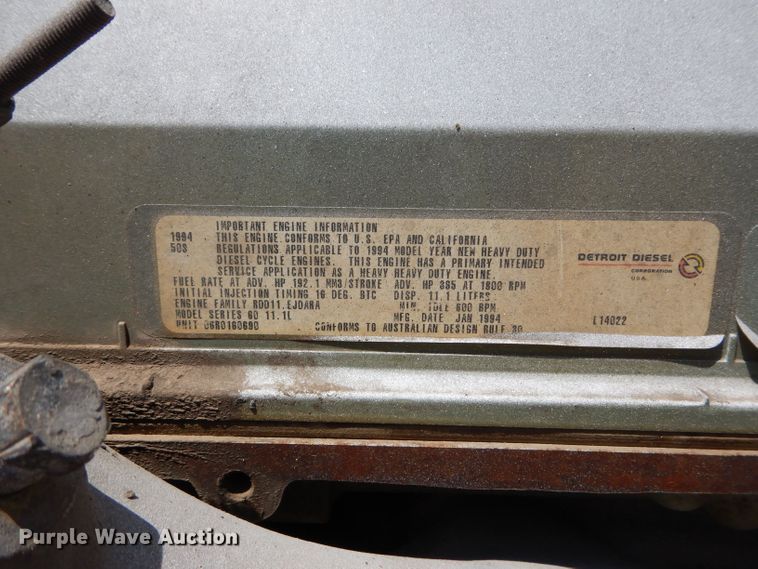 IMPORTANT ENGINE INFORMATION
1994 THIS ENGINE CONFORMS TO U.S. EPA AND CALIFORNIA
50S REGULATIONS APPLICABLE TO 1994 MODEL YEAR NEW HEAVY DUTY
DIESEL CYCLE ENGINES. THIS ENGINE HAS A PRIMARY INTENDED
SERVICE APPLICATION AS A HEAVY HEAVY DUTY ENGINE.
FUEL RATE AT ADV. HP 192.1 MM3/STROKE ADV. HP 365 AT 1800 RPM
INITIAL INJECTION TIMING 16 DEG. BTC DISP. 11.1 LITERS
ENGINE FAMILY RDD11.EJDARA MIN. IDLE 600 RPM
MODEL SERIES 60 11.1L MFG. DATE JAN 1994
UNIT 06R0160690 CONFORMS TO AUSTRALIAN DESIGN RULE 30
DETROIT DIESEL
CORPORATION
USA
L14022
Purple Wave Auction